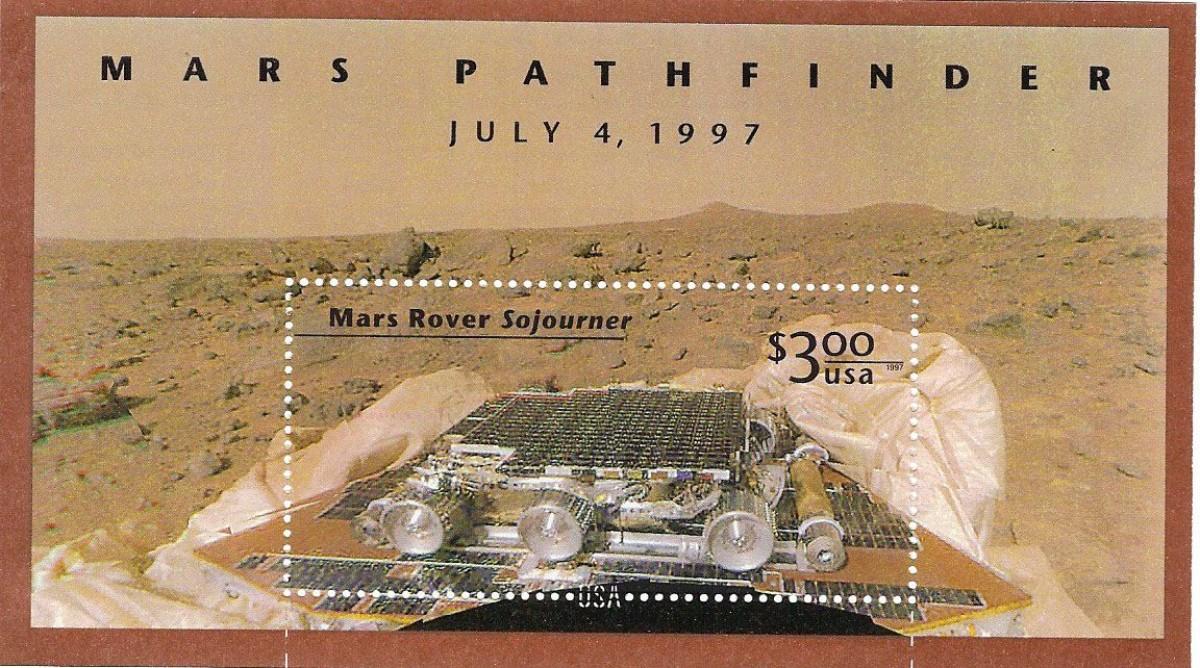 MARS PATHFINDER
JULY 4, 1997
Mars Rover Sojourner
$3.00
1997
usa
USA